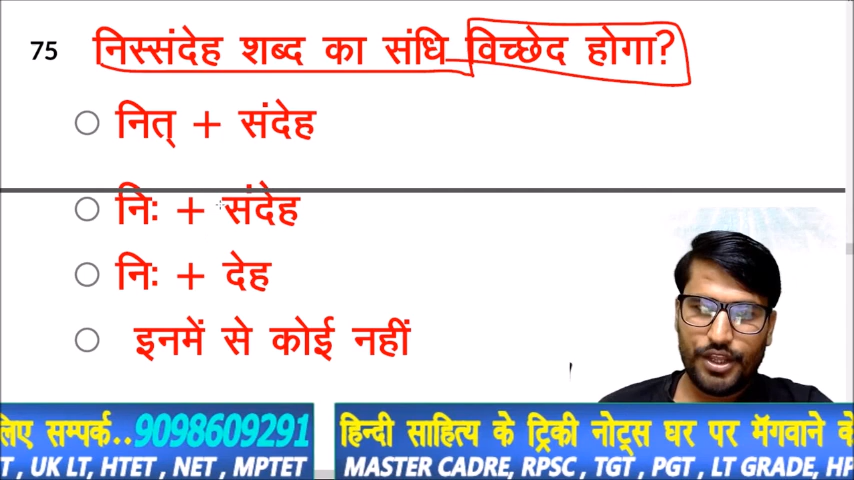 75 निस्संदेह शब्द का संधि विच्छेद होगा?
नित् + संदेह
निः + संदेह
निः + देह
इनमें से कोई नहीं
लिए सम्पर्क..9098609291 हिन्दी साहित्य के ट्रिकी नोट्स घर पर मॅगवाने के
T , UK LT, HTET , NET , MPTET MASTER CADRE, RPSC , TGT , PGT , LT GRADE, HP